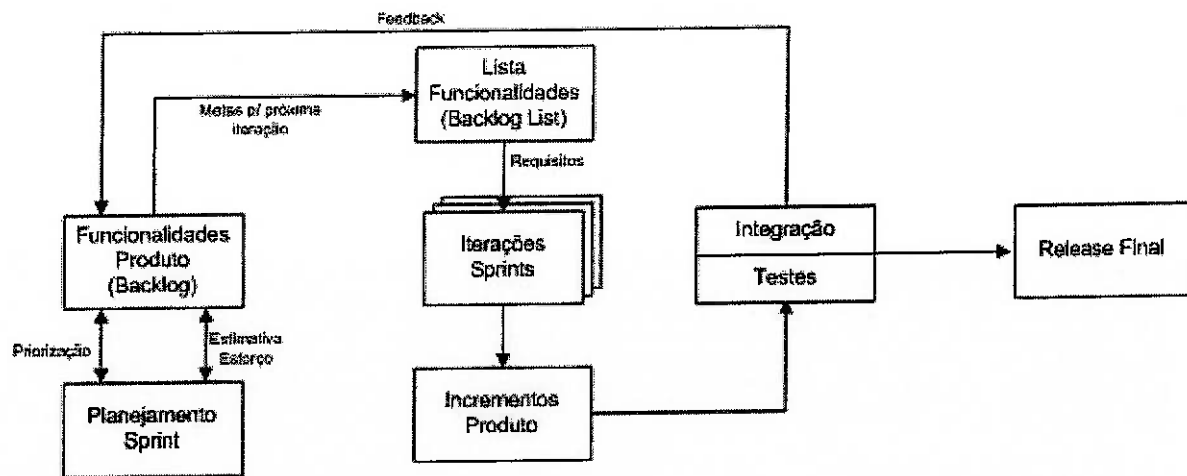 Feedback
Lista
Funcionalidades
(Backlog List)
Metas p/ próxima
iteração
Requisitos
Funcionalidades
Produto
(Backlog)
Iterações
Sprints
Integração
Testes
Release Final
Priorização
Estimativa
Esforço
Planejamento
Sprint
Incrementos
Produto